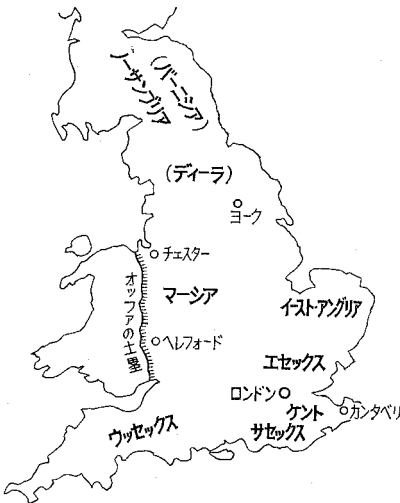 (バーニシア)
ノーサンブリア
(ディーラ)
ヨーク
チェスター
オッファの土塁
マーシア
イースト・アングリア
ヘレフォード
エセックス
ロンドン
ケント
カンタベリ
サセックス
ウッセックス